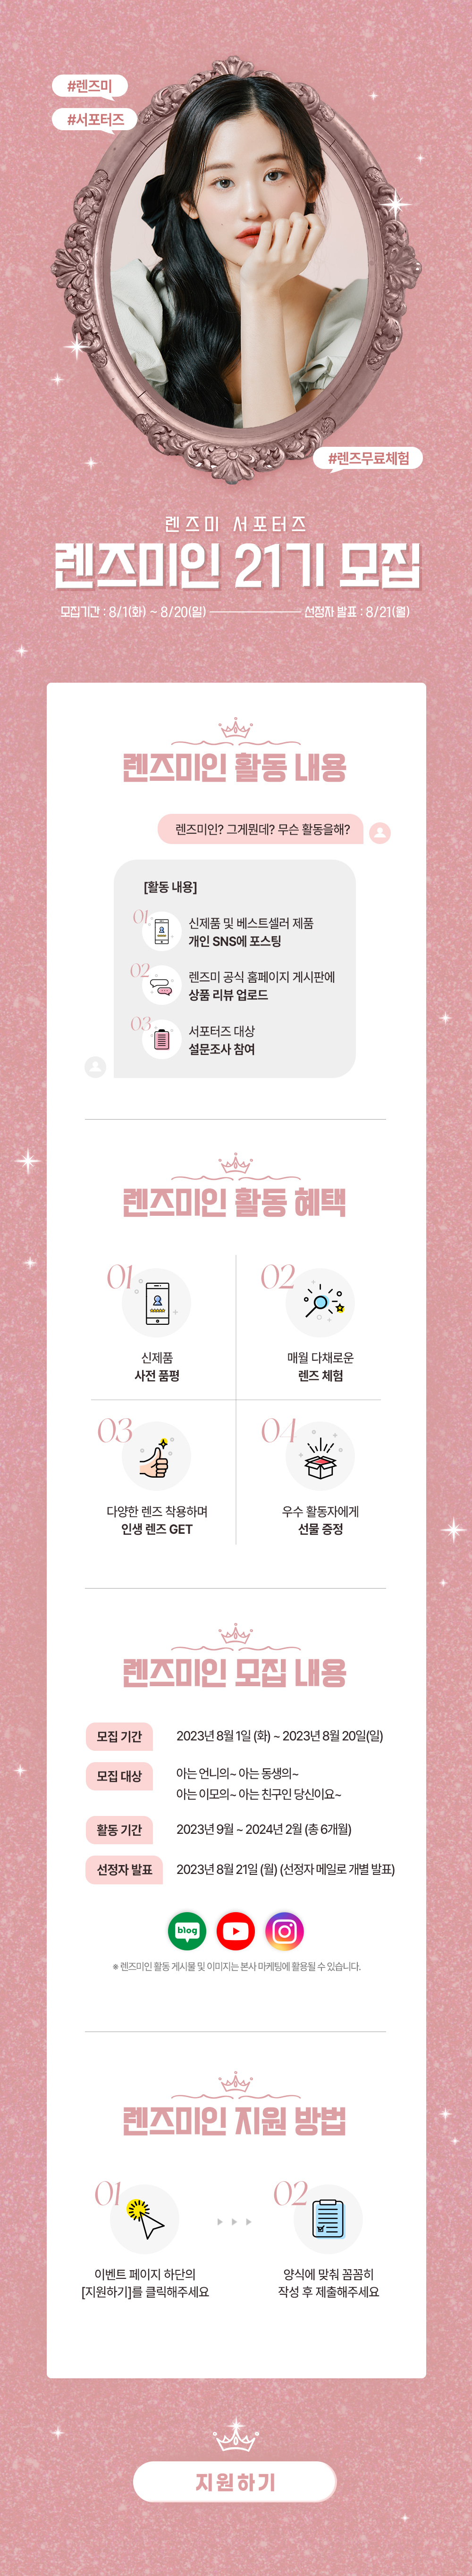 #렌즈미
#서포터즈
#렌즈무료체험
렌즈미 서포터즈
렌즈미인 21기 모집
모집기간 : 8/1(화) ~ 8/20(일) 선정자 발표 : 8/21(월)
렌즈미인 활동 내용
렌즈미인? 그게뭔데? 무슨 활동을해?
[활동 내용]
01
신제품 및 베스트셀러 제품
개인 SNS에 포스팅
02
렌즈미 공식 홈페이지 게시판에
상품 리뷰 업로드
03
서포터즈 대상
설문조사 참여
렌즈미인 활동 혜택
01
신제품
사전 품평
02
매월 다채로운
렌즈 체험
03
다양한 렌즈 착용하며
인생 렌즈 GET
04
우수 활동자에게
선물 증정
렌즈미인 모집 내용
모집 기간 2023년 8월 1일 (화) ~ 2023년 8월 20일(일)
모집 대상 아는 언니의~ 아는 동생의~
아는 이모의~ 아는 친구인 당신이요~
활동 기간 2023년 9월 ~ 2024년 2월 (총 6개월)
선정자 발표 2023년 8월 21일 (월) (선정자 메일로 개별 발표)
blog
※ 렌즈미인 활동 게시물 및 이미지는 본사 마케팅에 활용될 수 있습니다.
렌즈미인 지원 방법
01
이벤트 페이지 하단의
[지원하기]를 클릭해주세요
02
양식에 맞춰 꼼꼼히
작성 후 제출해주세요
지원하기